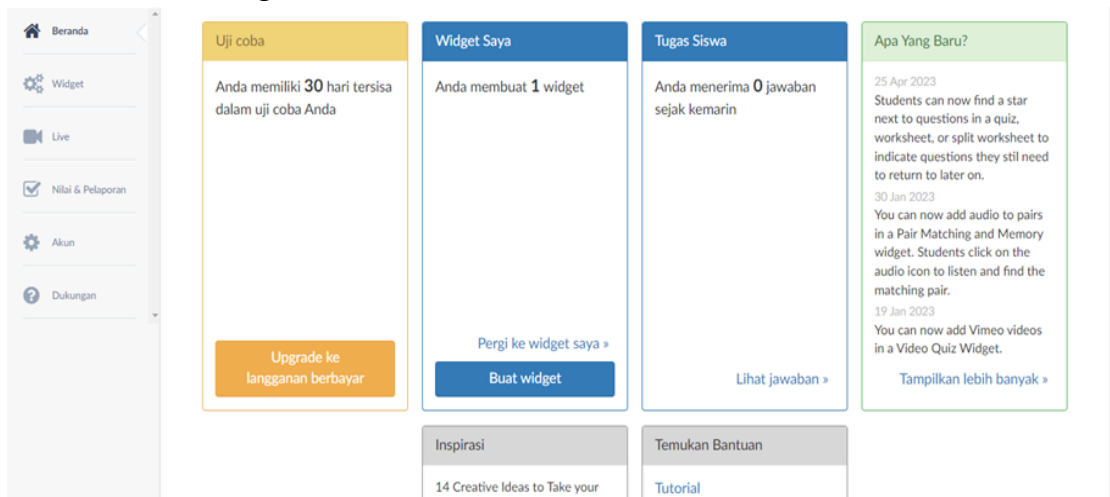 Beranda
Widget
Live
Nilai & Pelaporan
Akun
Dukungan
Uji coba
Anda memiliki 30 hari tersisa
dalam uji coba Anda
Upgrade ke
langganan berbayar
Widget Saya
Anda membuat 1 widget
Pergi ke widget saya »
Buat widget
Tugas Siswa
Anda menerima 0 jawaban
sejak kemarin
Lihat jawaban »
Apa Yang Baru?
25 Apr 2023
Students can now find a star
next to questions in a quiz,
worksheet, or split worksheet to
indicate questions they stil need
to return to later on.
30 Jan 2023
You can now add audio to pairs
in a Pair Matching and Memory
widget. Students click on the
audio icon to listen and find the
matching pair.
19 Jan 2023
You can now add Vimeo videos
in a Video Quiz Widget.
Tampilkan lebih banyak »
Inspirasi
14 Creative Ideas to Take your
Temukan Bantuan
Tutorial